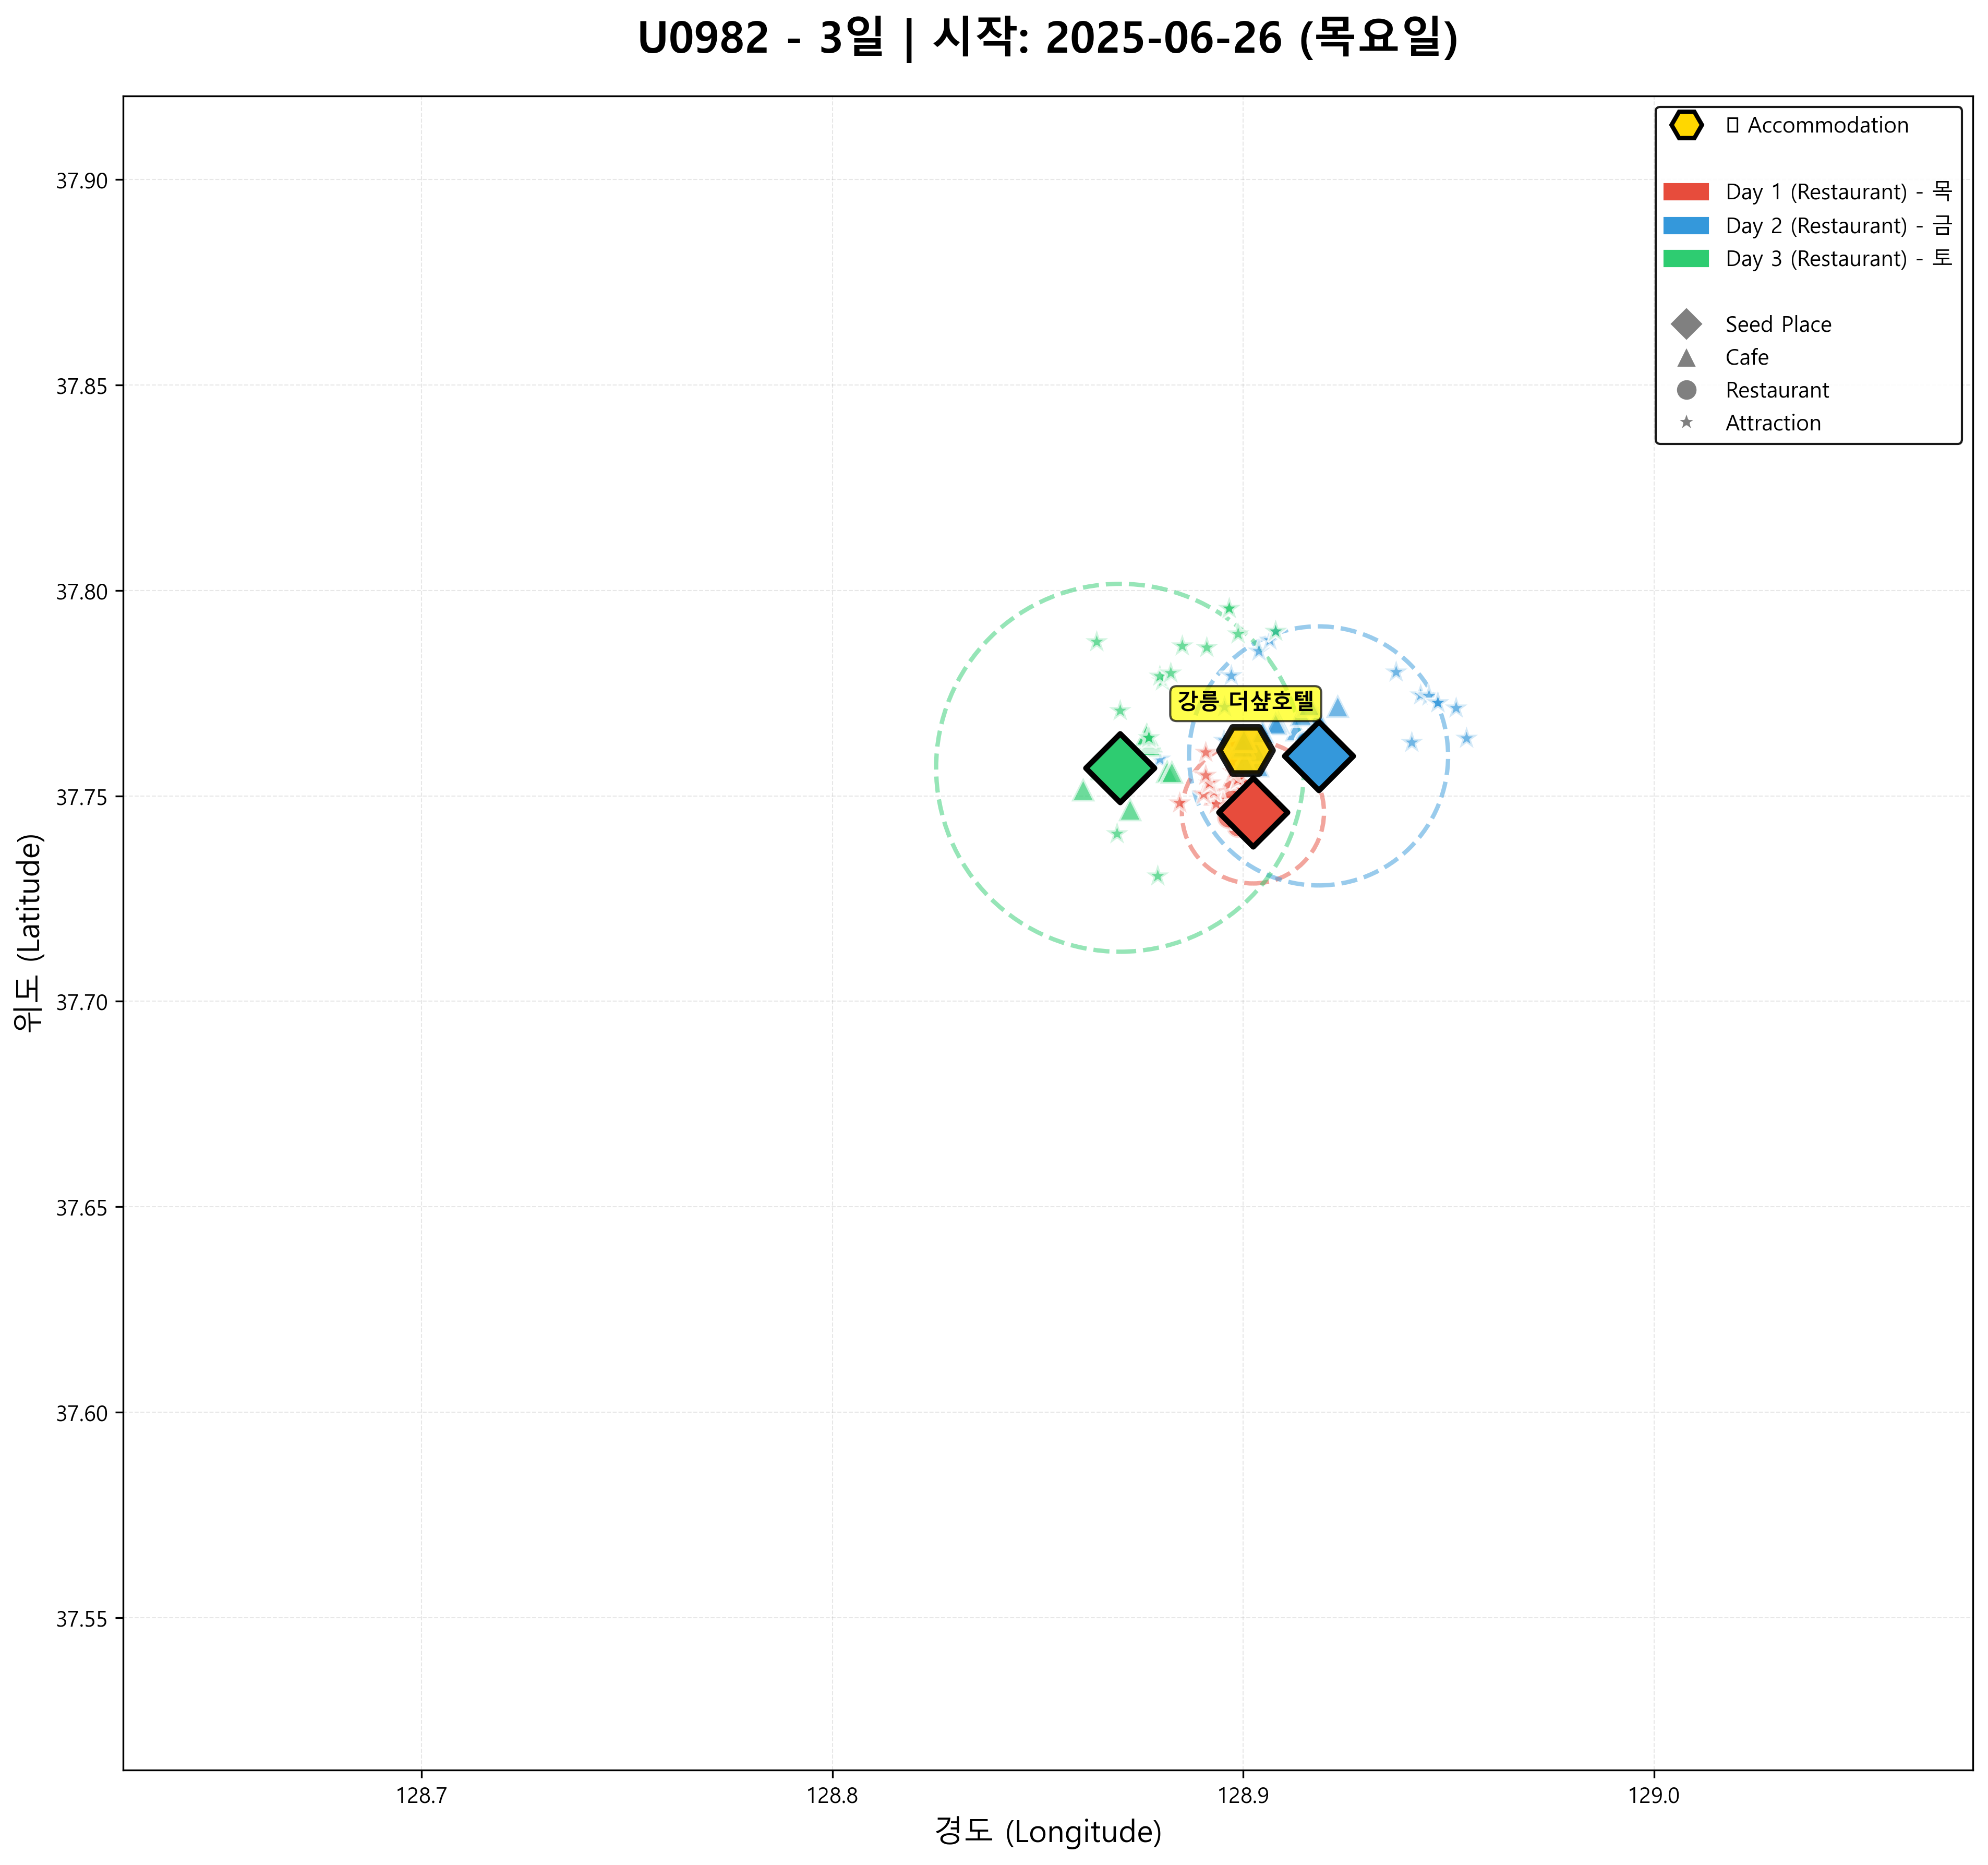 U0982 - 3일 | 시작: 2025-06-26 (목요일)
Accommodation
Day 1 (Restaurant) - 목
Day 2 (Restaurant) - 금
Day 3 (Restaurant) - 토
Seed Place
Cafe
Restaurant
Attraction
37.90
37.85
37.80
37.75
37.70
37.65
37.60
37.55
위도 (Latitude)
강릉 더샾호텔
128.7
128.8
128.9
129.0
경도 (Longitude)